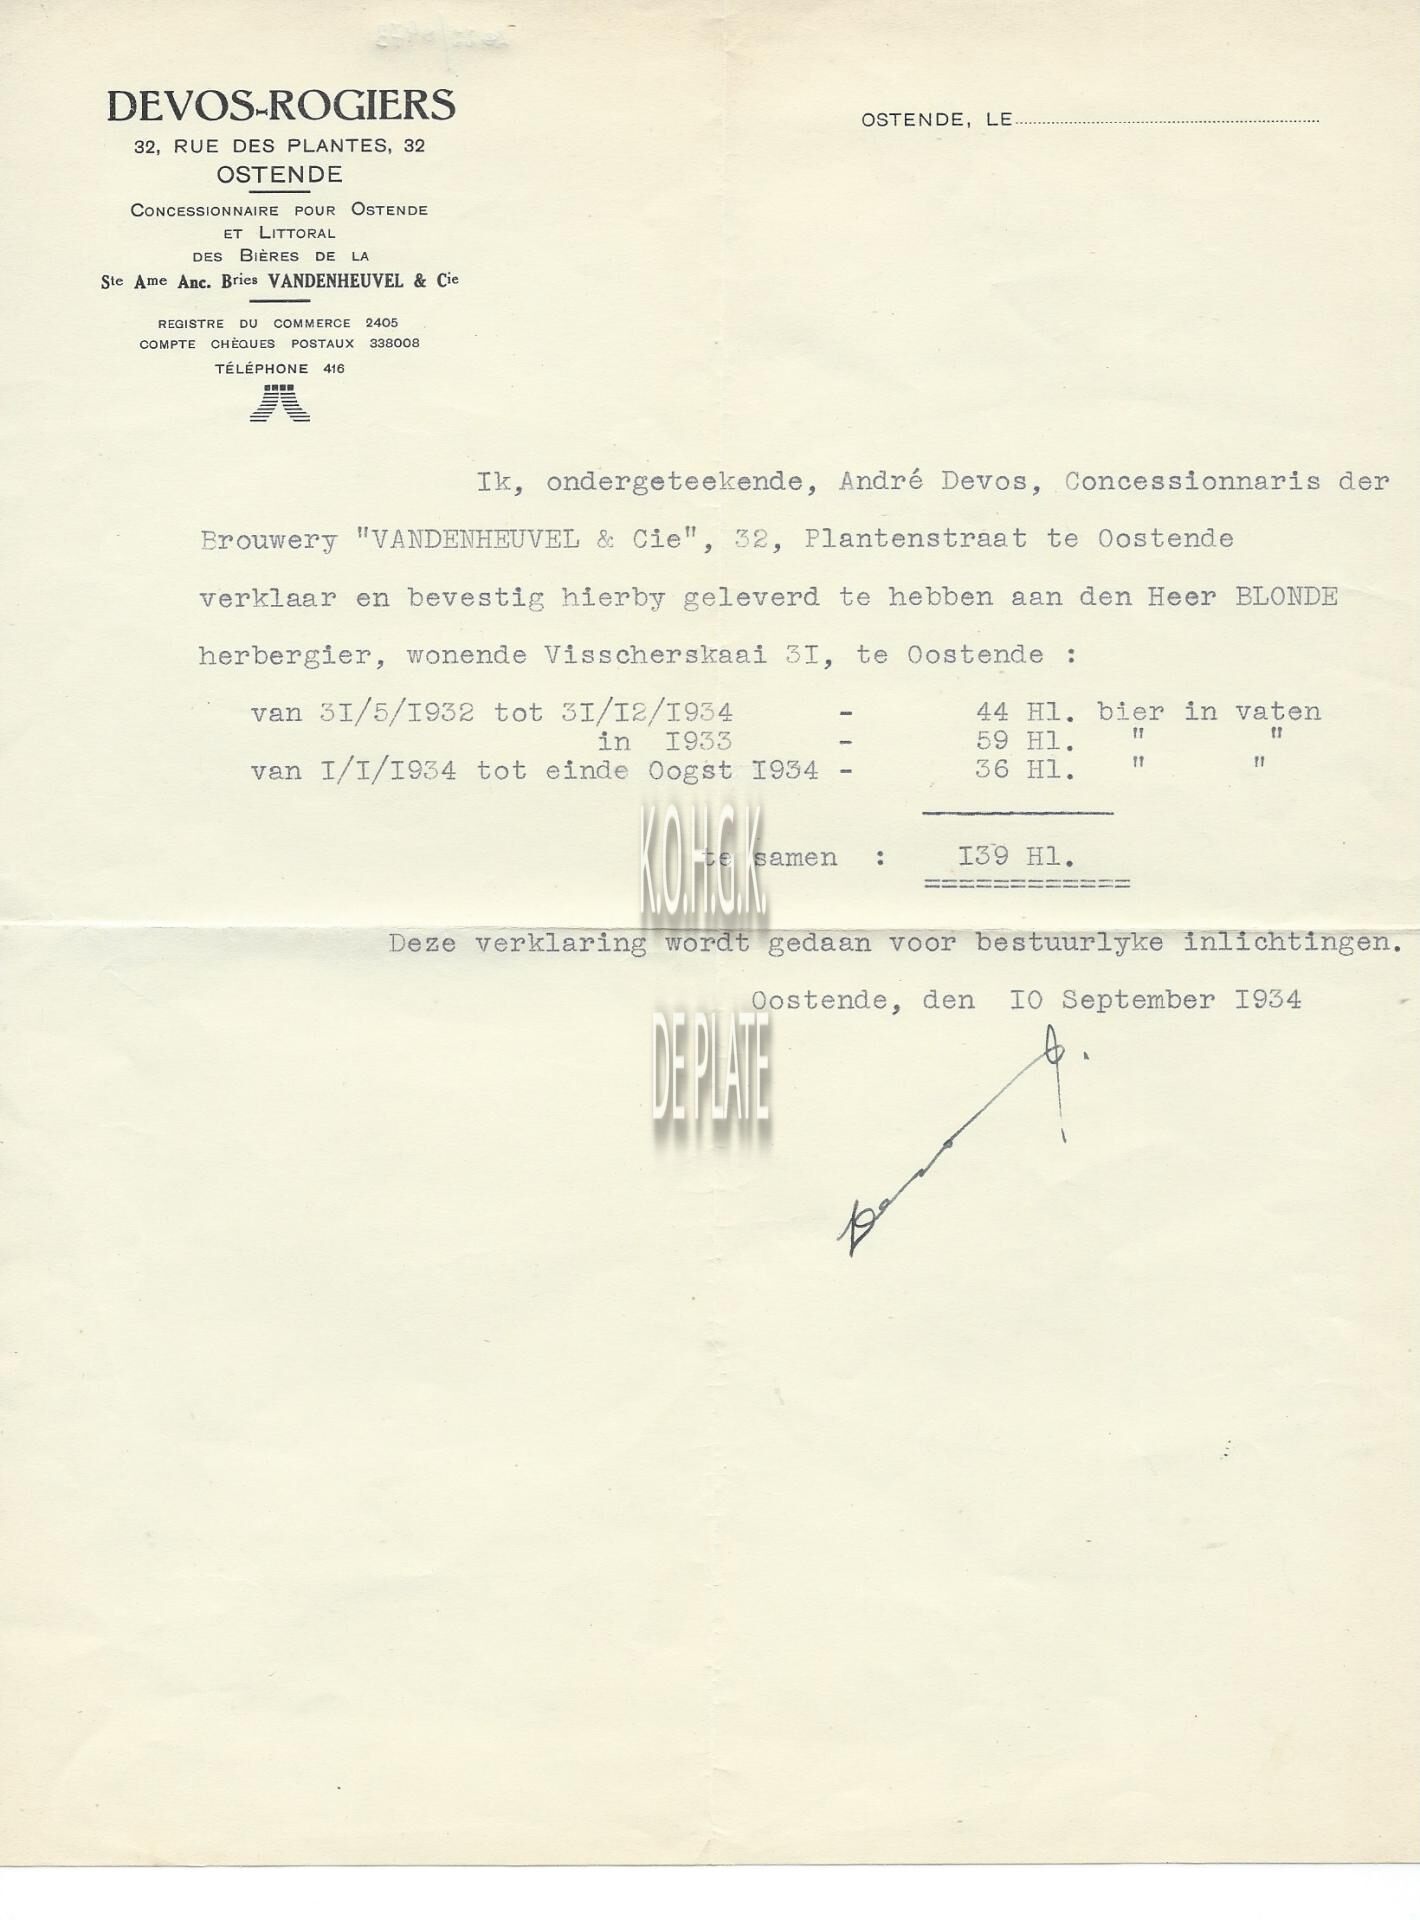 DEVOS-ROGIERS
32, RUE DES PLANTES, 32
OSTENDE
CONCESSIONNAIRE POUR OSTENDE
ET LITTORAL
DES BIÈRES DE LA
Ste Ame Anc. Bries VANDENHEUVEL & Cie
REGISTRE DU COMMERCE 2405
COMPTE CHÈQUES POSTAUX 338008
TÉLÉPHONE 416
OSTENDE, LE
Ik, ondergeteekende, André Devos, Concessionnaris der
Brouwery "VANDENHEUVEL & Cie", 32, Plantenstraat te Oostende
verklaar en bevestig hierby geleverd te hebben aan den Heer BLONDE
herbergier, wonende Visscherskaai 3I, te Oostende :
van 3I/5/I932 tot 3I/I2/I934 - 44 Hl. bier in vaten
in I933 - 59 Hl. " "
van I/I/I934 tot einde Oogst I934 - 36 Hl. " "
te samen : I39 Hl.
============
Deze verklaring wordt gedaan voor bestuurlyke inlichtingen.
Oostende, den IO September I934
K.O.H.G.K.
DE PLATE